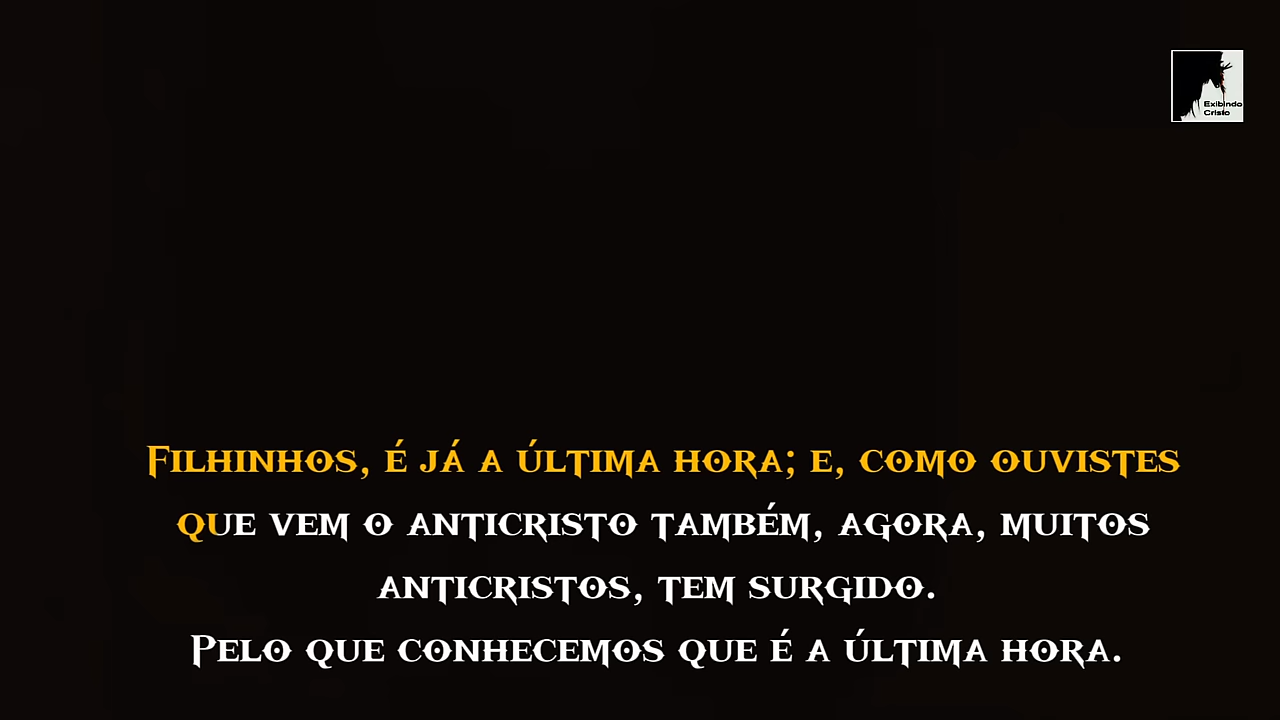 Exibindo
Cristo
Filhinhos, é já a última hora; e, como ouvistes
que vem o anticristo também, agora, muitos
anticristos, tem surgido.
Pelo que conhecemos que é a última hora.